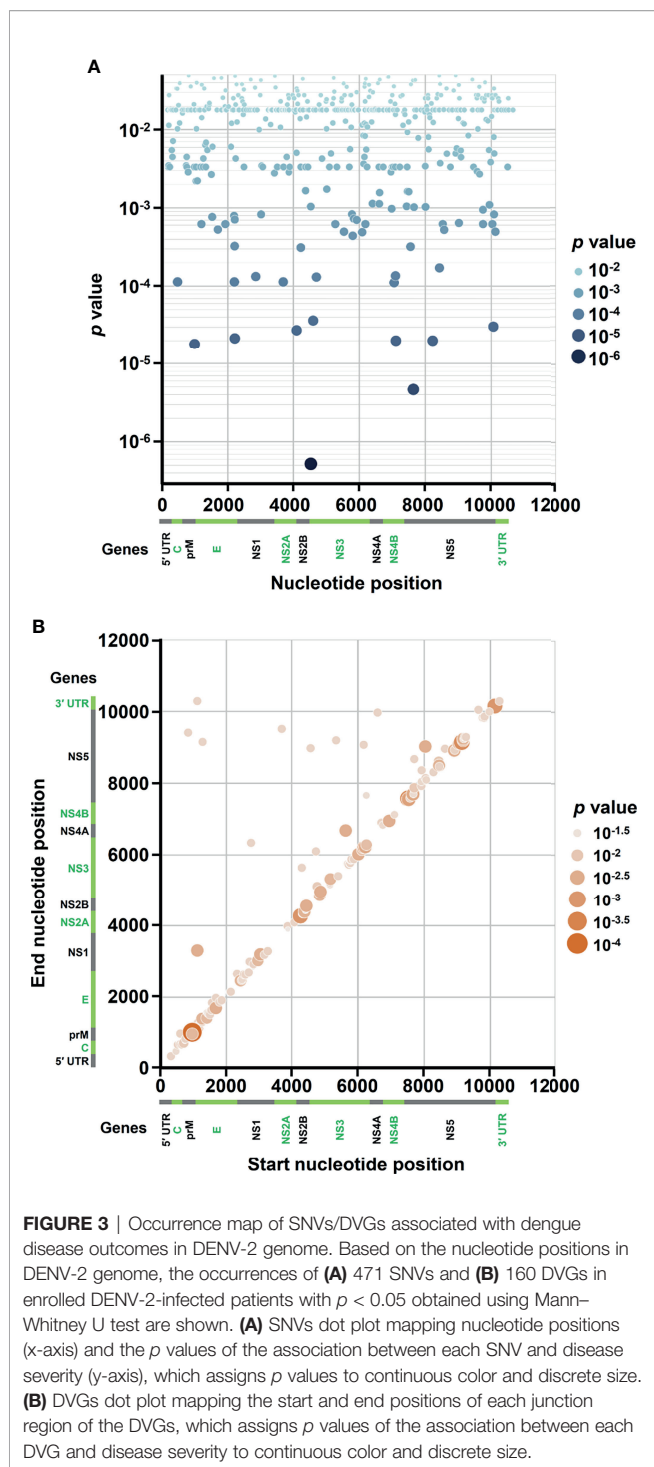 A
p value
10-2
10-3
10-4
10-5
10-6
0 2000 4000 6000 8000 10000 12000
Genes
5′ UTR
C
prM
E
NS1
NS2A
NS2B
NS3
NS4A
NS4B
NS5
3′ UTR
Nucleotide position
p value
10-2
10-3
10-4
10-5
10-6
B
End nucleotide position
12000
10000
8000
6000
4000
2000
0
Genes
3′ UTR
NS5
NS4B
NS4A
NS3
NS2B
NS2A
NS1
E
prM
C
5′ UTR
0 2000 4000 6000 8000 10000 12000
Genes
5′ UTR
C
prM
E
NS1
NS2A
NS2B
NS3
NS4A
NS4B
NS5
3′ UTR
Start nucleotide position
p value
10-1.5
10-2
10-2.5
10-3
10-3.5
10-4
FIGURE 3 | Occurrence map of SNVs/DVGs associated with dengue
disease outcomes in DENV-2 genome. Based on the nucleotide positions in
DENV-2 genome, the occurrences of (A) 471 SNVs and (B) 160 DVGs in
enrolled DENV-2-infected patients with p < 0.05 obtained using Mann–
Whitney U test are shown. (A) SNVs dot plot mapping nucleotide positions
(x-axis) and the p values of the association between each SNV and disease
severity (y-axis), which assigns p values to continuous color and discrete size.
(B) DVGs dot plot mapping the start and end positions of each junction
region of the DVGs, which assigns p values of the association between each
DVG and disease severity to continuous color and discrete size.